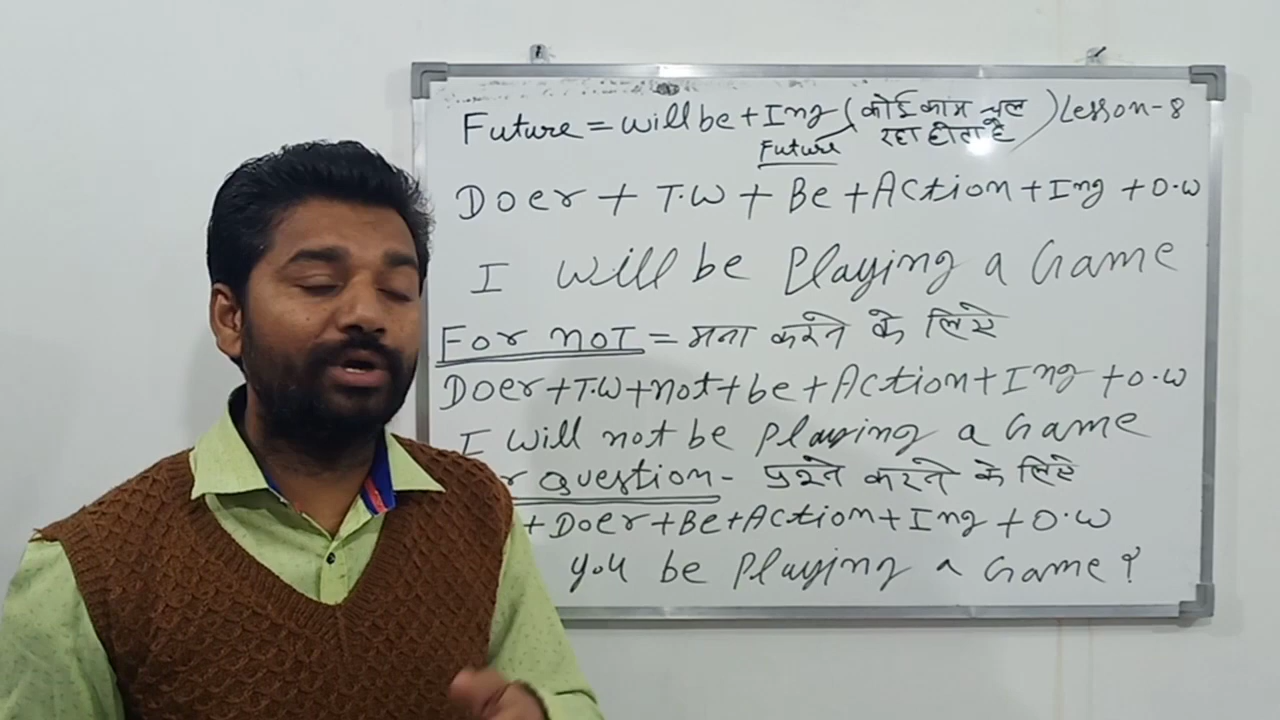 Future = will be + Ing (कोई काम चल रहा होता है) Lesson-8
Future
Doer + T.W + Be + Action + Ing + O.W
I will be Playing a Game
For not = मना करने के लिए
Doer + T.W + not + be + Action + Ing + O.W
I will not be playing a Game
r Question - प्रश्न करने के लिए
+ Doer + Be + Action + Ing + O.W
you be Playing a Game?